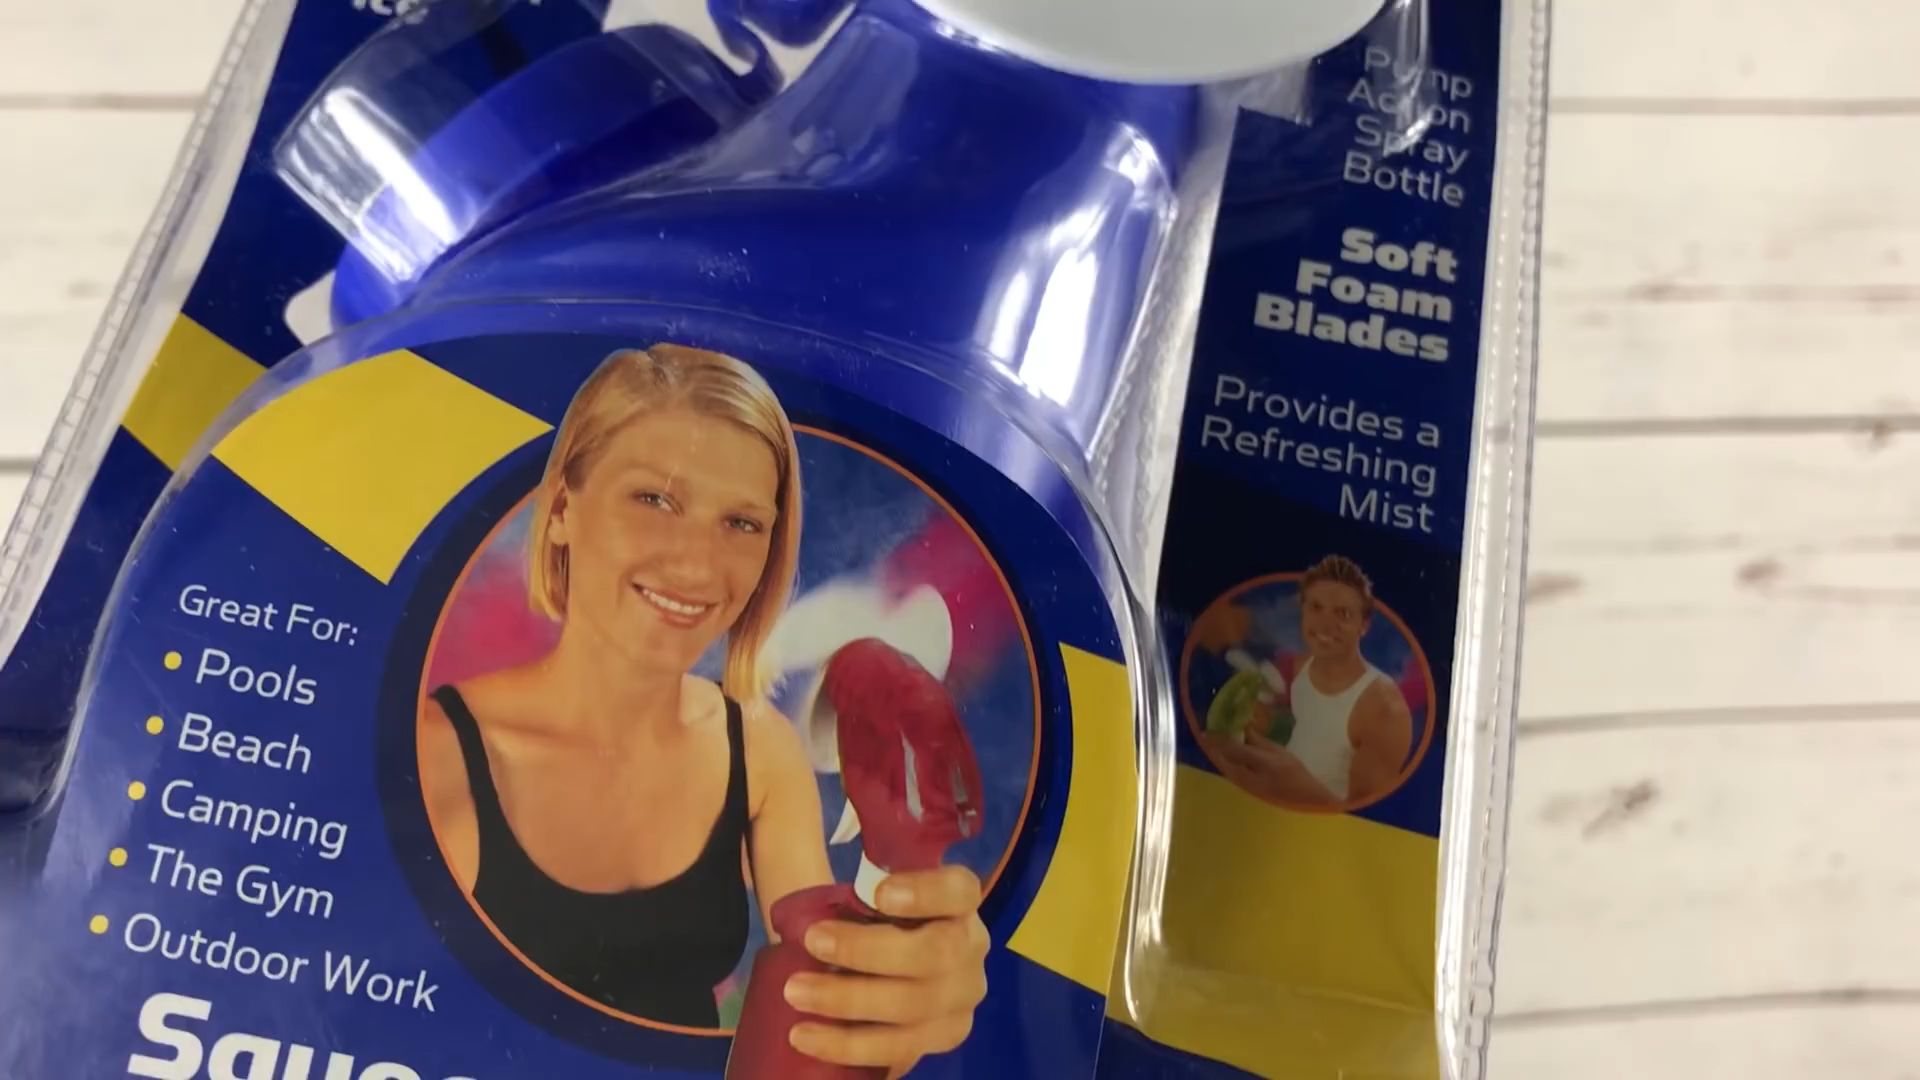 Ice
Pump
Action
Spray
Bottle
Soft
Foam
Blades
Provides a
Refreshing
Mist
Great For:
• Pools
• Beach
• Camping
• The Gym
• Outdoor Work